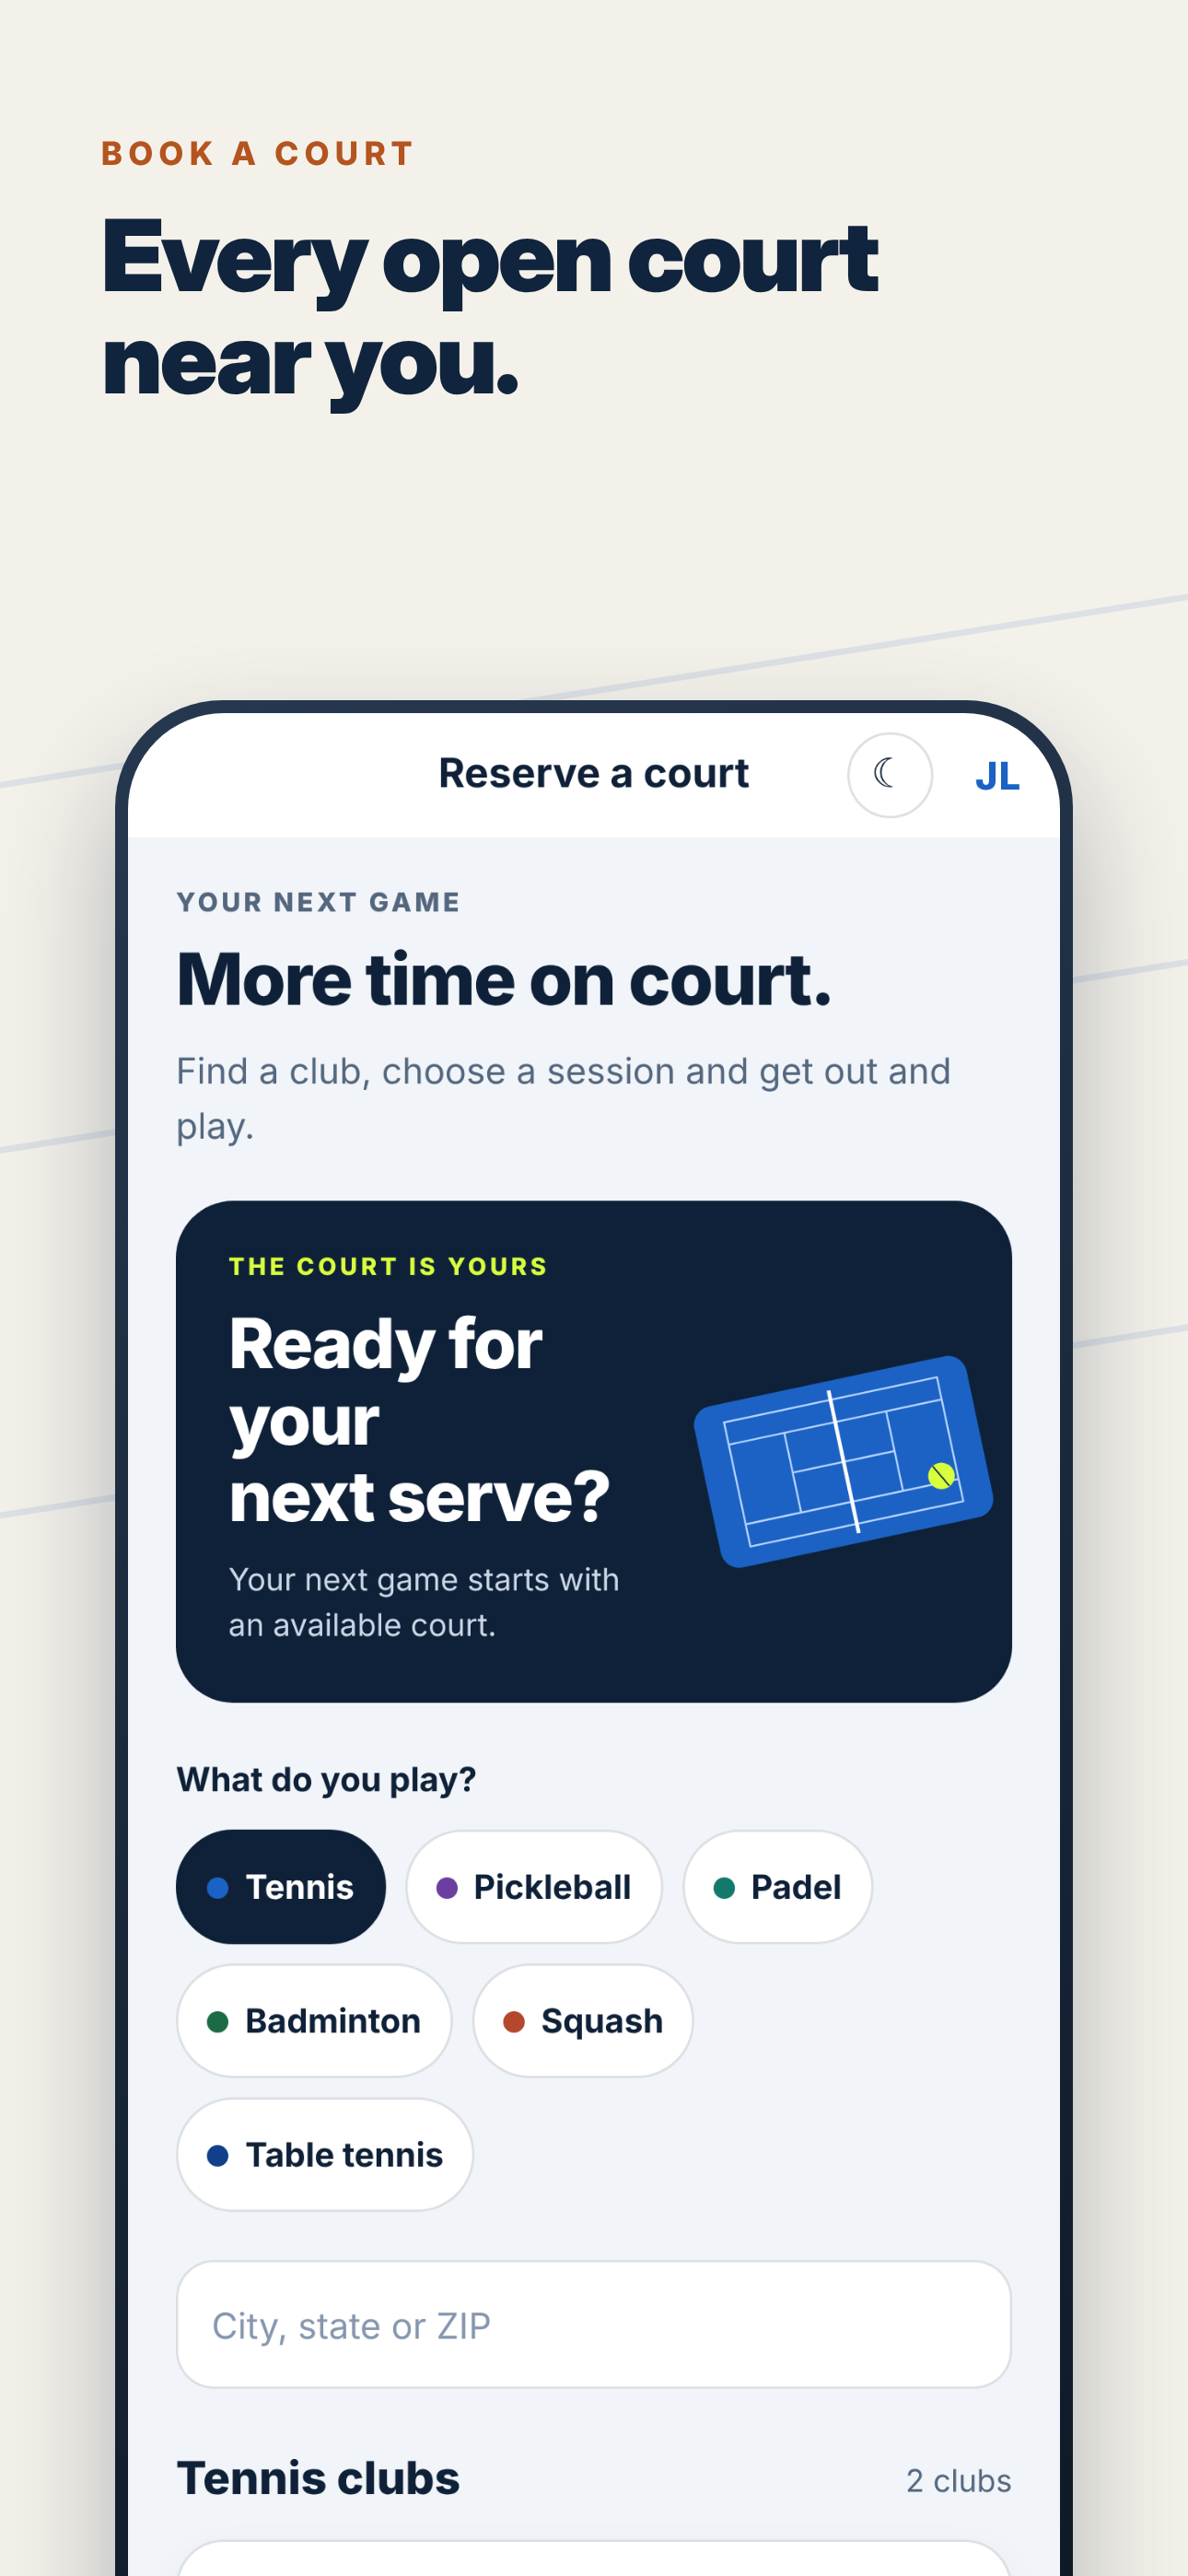 BOOK A COURT
Every open court
near you.
Reserve a court
JL
YOUR NEXT GAME
More time on court.
Find a club, choose a session and get out and
play.
THE COURT IS YOURS
Ready for
your
next serve?
Your next game starts with
an available court.
What do you play?
Tennis
Pickleball
Padel
Badminton
Squash
Table tennis
City, state or ZIP
Tennis clubs
2 clubs